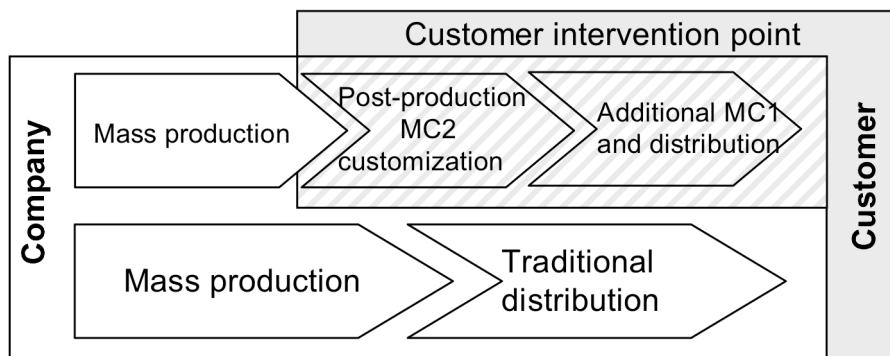 Customer intervention point
Company
Mass production
Post-production
MC2
customization
Additional MC1
and distribution
Customer
Mass production
Traditional
distribution